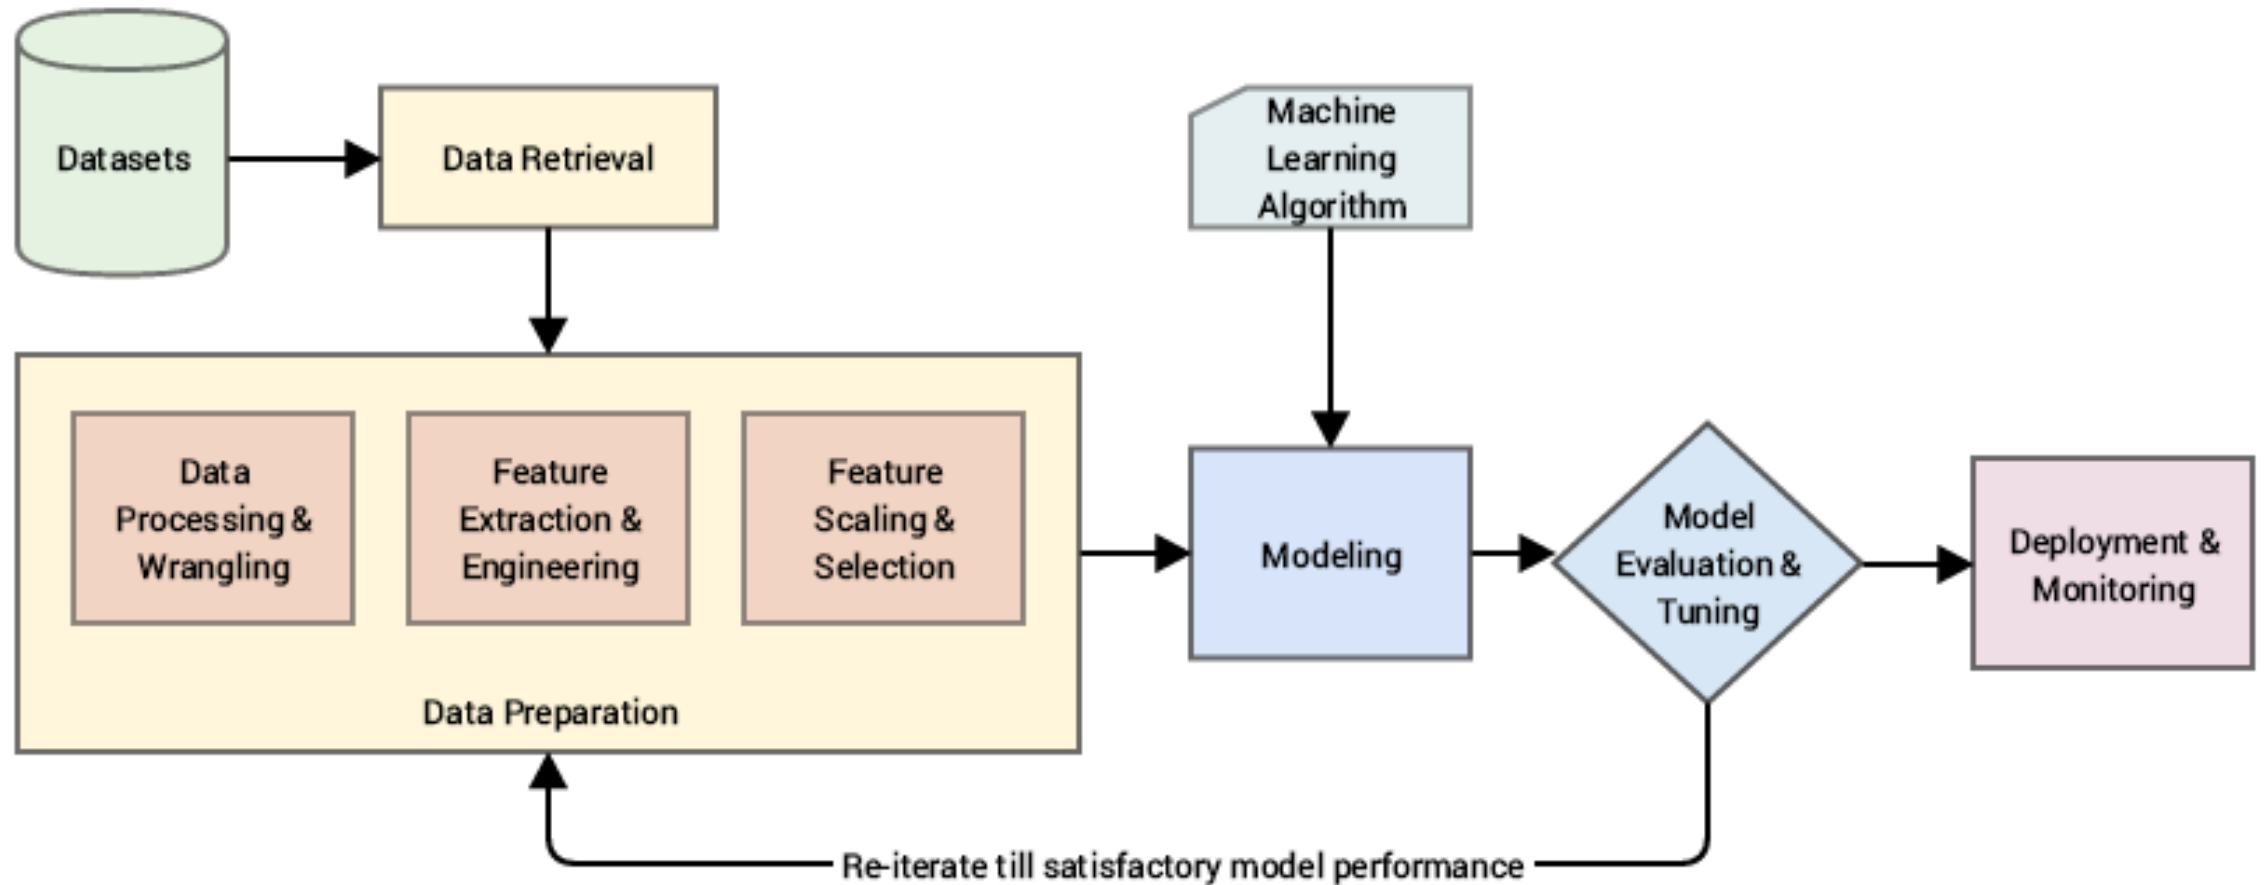 Datasets
Data Retrieval
Machine
Learning
Algorithm
Data
Processing &
Wrangling
Feature
Extraction &
Engineering
Feature
Scaling &
Selection
Data Preparation
Modeling
Model
Evaluation &
Tuning
Deployment &
Monitoring
Re-iterate till satisfactory model performance